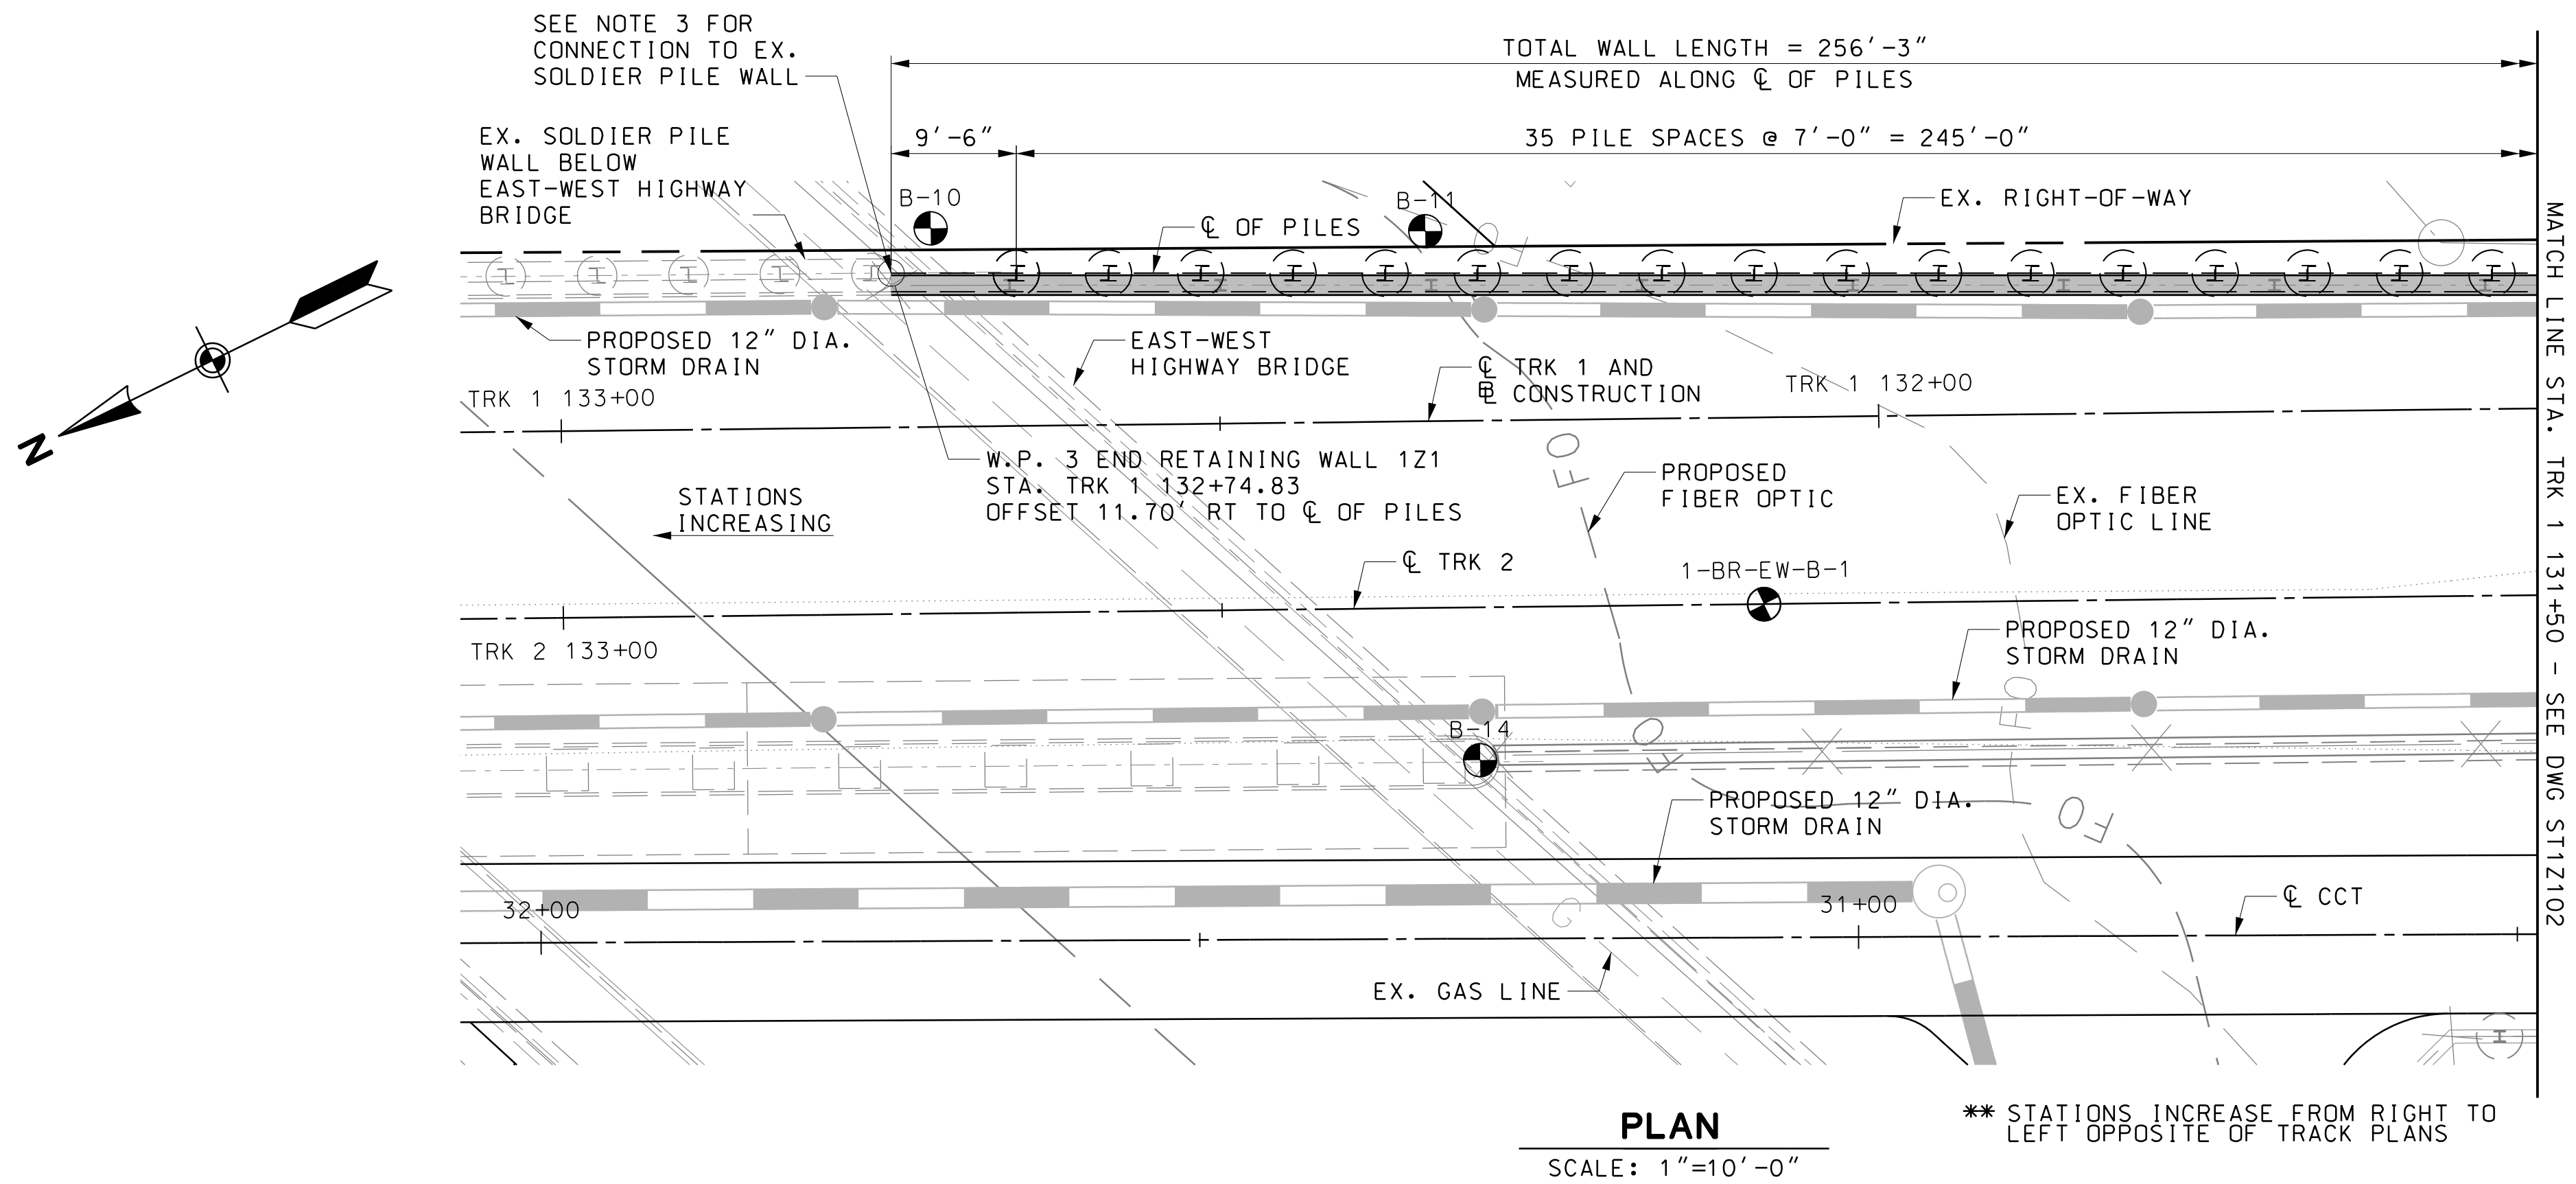 SEE NOTE 3 FOR
CONNECTION TO EX.
SOLDIER PILE WALL
TOTAL WALL LENGTH = 256'-3"
MEASURED ALONG ℄ OF PILES
EX. SOLDIER PILE
WALL BELOW
EAST-WEST HIGHWAY
BRIDGE
9'-6"
35 PILE SPACES @ 7'-0" = 245'-0"
B-10
B-11
℄ OF PILES
EX. RIGHT-OF-WAY
PROPOSED 12" DIA.
STORM DRAIN
EAST-WEST
HIGHWAY BRIDGE
℄ TRK 1 AND
BL CONSTRUCTION
TRK 1 133+00
TRK 1 132+00
N
W.P. 3 END RETAINING WALL 1Z1
STA. TRK 1 132+74.83
OFFSET 11.70' RT TO ℄ OF PILES
STATIONS
INCREASING
FO
FO
PROPOSED
FIBER OPTIC
EX. FIBER
OPTIC LINE
℄ TRK 2
1-BR-EW-B-1
TRK 2 133+00
PROPOSED 12" DIA.
STORM DRAIN
FO
FO
B-14
PROPOSED 12" DIA.
STORM DRAIN
FO
32+00
31+00
G
℄ CCT
EX. GAS LINE
MATCH LINE STA. TRK 1 131+50 - SEE DWG ST1Z102
PLAN
SCALE: 1"=10'-0"
** STATIONS INCREASE FROM RIGHT TO
LEFT OPPOSITE OF TRACK PLANS